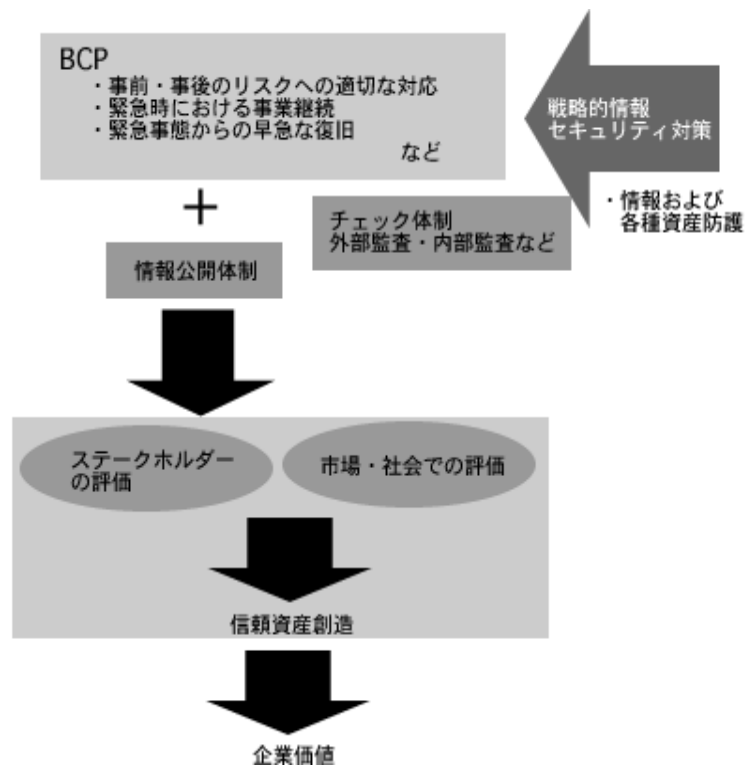 BCP
・事前・事後のリスクへの適切な対応
・緊急時における事業継続
・緊急事態からの早急な復旧
など
戦略的情報
セキュリティ対策
・情報および
各種資産防護
+
チェック体制
外部監査・内部監査など
情報公開体制
ステークホルダー
の評価
市場・社会での評価
信頼資産創造
企業価値